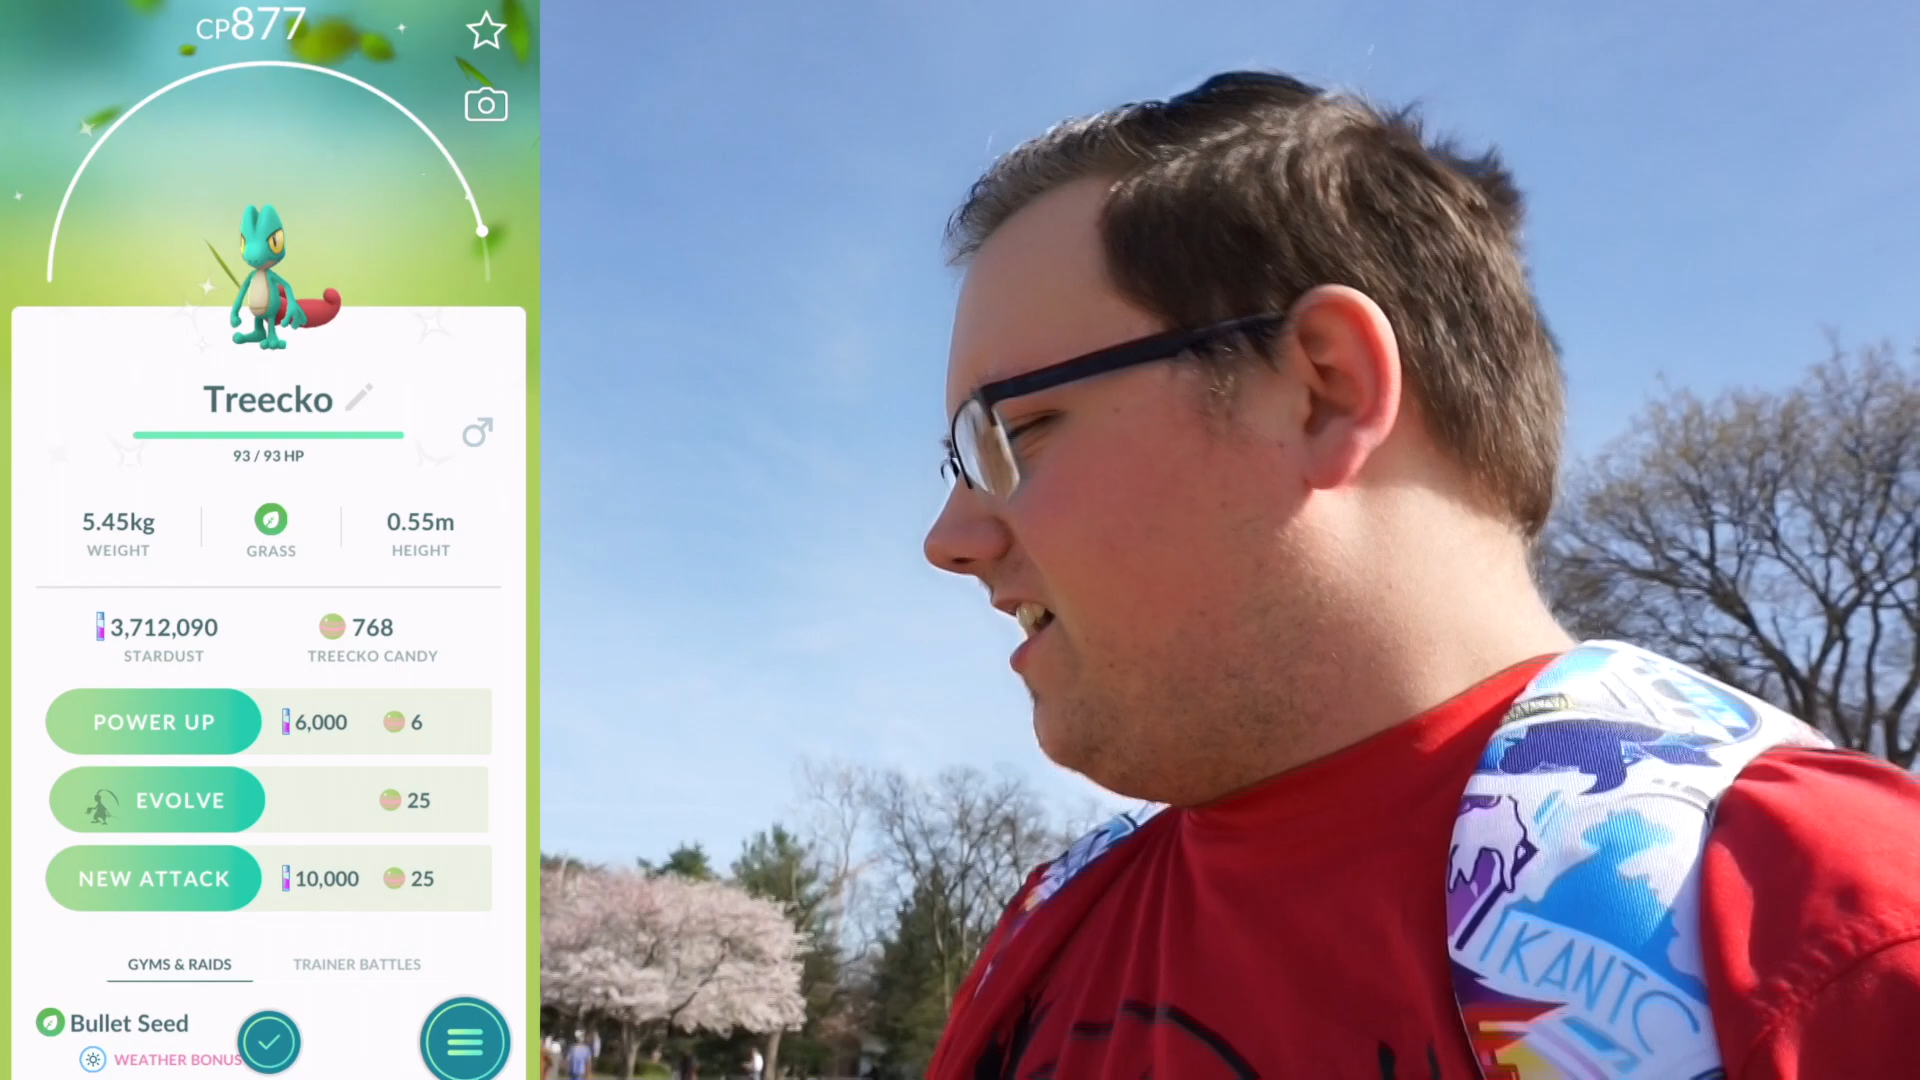 CP877
Treecko
93 / 93 HP
5.45kg
WEIGHT
GRASS
0.55m
HEIGHT
3,712,090
STARDUST
768
TREECKO CANDY
POWER UP 6,000 6
EVOLVE 25
NEW ATTACK 10,000 25
GYMS & RAIDS TRAINER BATTLES
Bullet Seed
WEATHER BONUS
KANTO